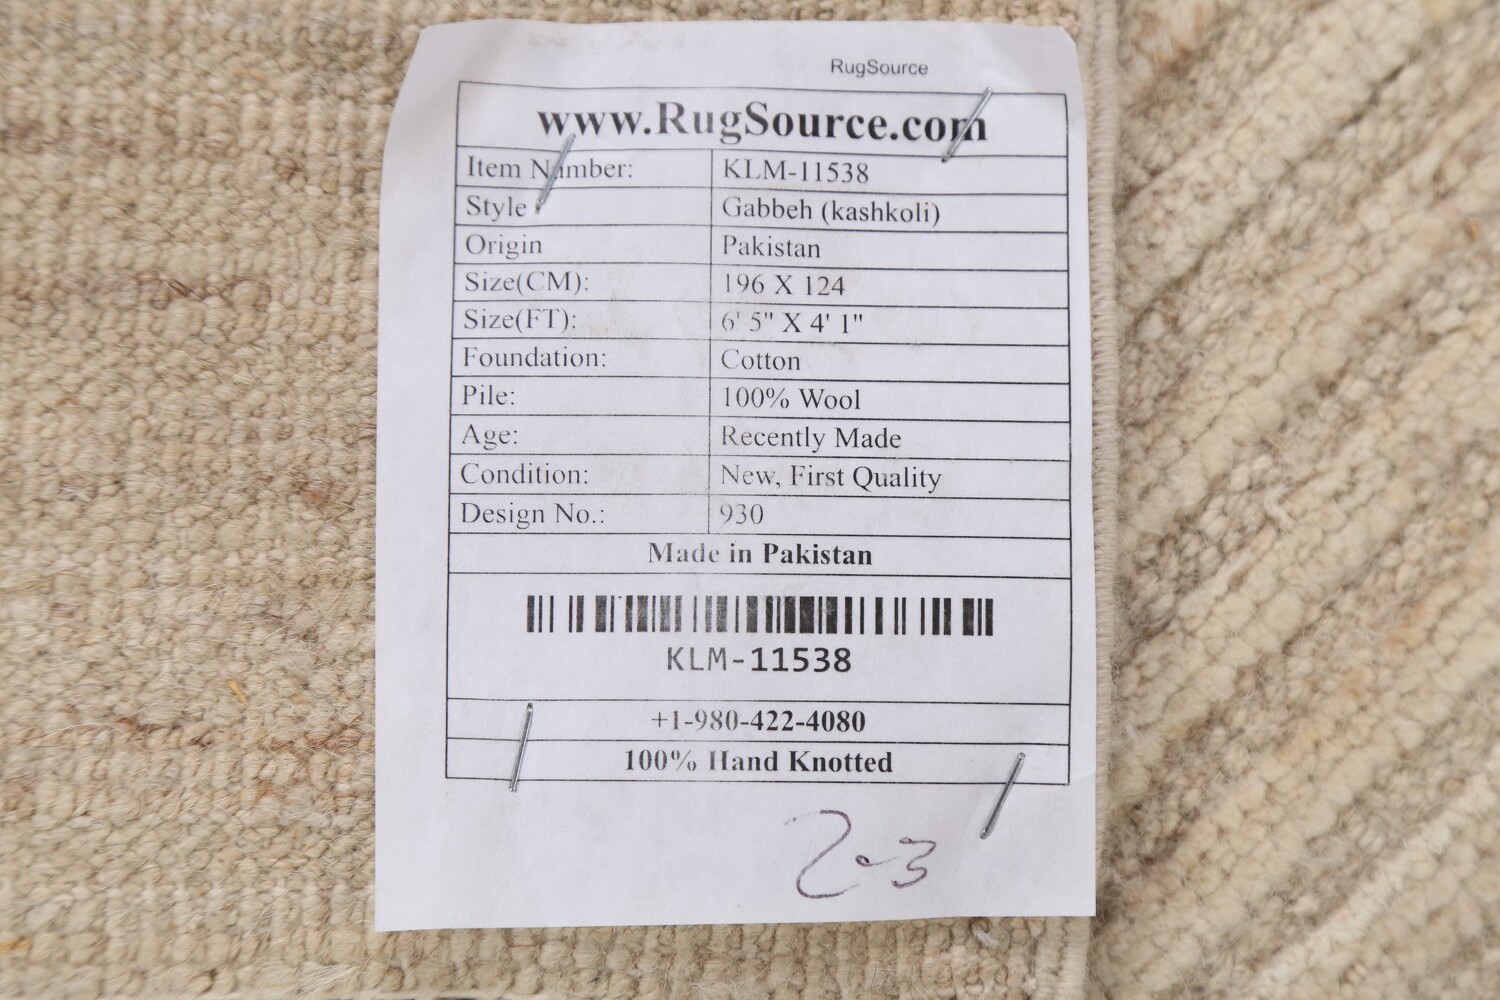 RugSource
www.RugSource.com
Item Number: KLM-11538
Style Gabbeh (kashkoli)
Origin Pakistan
Size(CM): 196 X 124
Size(FT): 6' 5" X 4' 1"
Foundation: Cotton
Pile: 100% Wool
Age: Recently Made
Condition: New, First Quality
Design No.: 930
Made in Pakistan
KLM-11538
+1-980-422-4080
100% Hand Knotted